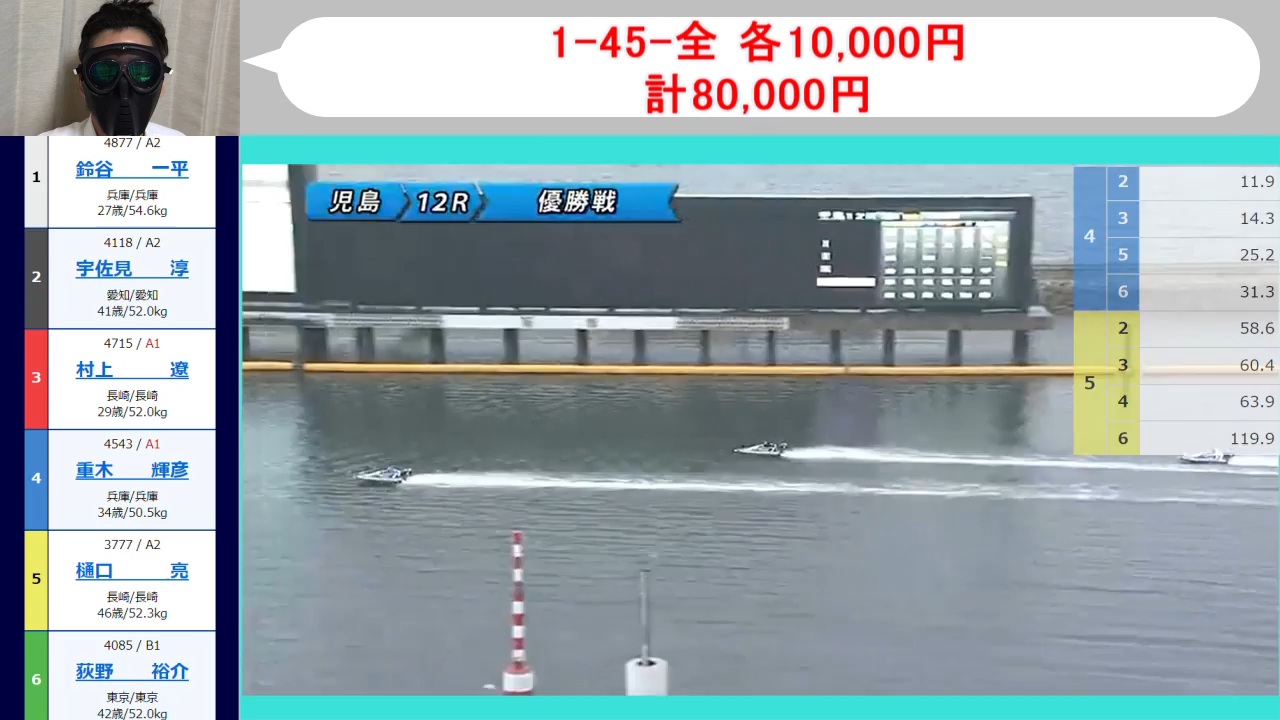 1-45-全 各10,000円
計80,000円
1
4877 / A2
鈴谷 一平
兵庫/兵庫
27歳/54.6kg
2
4118 / A2
宇佐見 淳
愛知/愛知
41歳/52.0kg
3
4715 / A1
村上 遼
長崎/長崎
29歳/52.0kg
4
4543 / A1
重木 輝彦
兵庫/兵庫
34歳/50.5kg
5
3777 / A2
樋口 亮
長崎/長崎
46歳/52.3kg
6
4085 / B1
荻野 裕介
東京/東京
42歳/52.0kg
児島 12R 優勝戦
4
2 11.9
3 14.3
5 25.2
6 31.3
5
2 58.6
3 60.4
4 63.9
6 119.9